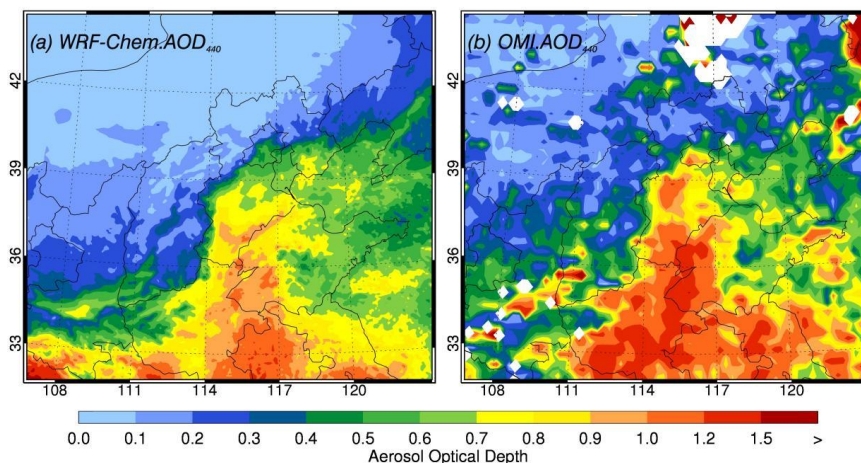 (a) WRF-Chem.AOD440
(b) OMI.AOD440
42
39
36
33
42
39
36
33
108 111 114 117 120
108 111 114 117 120
0.0 0.1 0.2 0.3 0.4 0.5 0.6 0.7 0.8 0.9 1.0 1.2 1.5 >
Aerosol Optical Depth